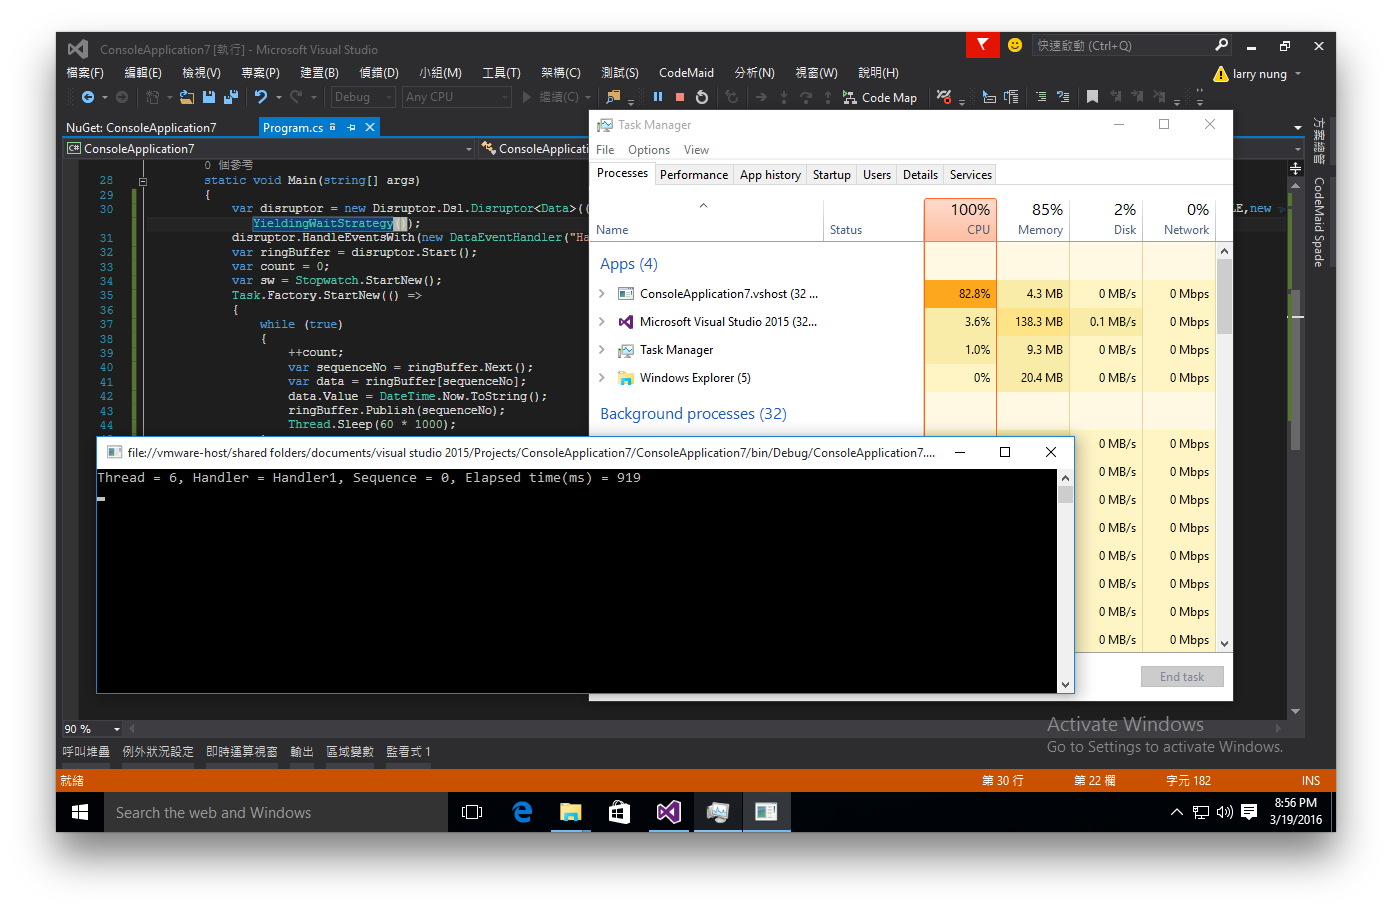 ConsoleApplication7 [執行] - Microsoft Visual Studio
快速啟動 (Ctrl+Q)
檔案(F) 編輯(E) 檢視(V) 專案(P) 建置(B) 偵錯(D) 小組(M) 工具(T) 架構(C) 測試(S) CodeMaid 分析(N) 視窗(W) 說明(H)
larry nung
Debug Any CPU 繼續(C) Code Map
NuGet: ConsoleApplication7 Program.cs
C# ConsoleApplication7 ConsoleApplicati
0 個參考
28 static void Main(string[] args)
29 {
30 var disruptor = new Disruptor.Dsl.Disruptor<Data>((
E,new
YieldingWaitStrategy());
31 disruptor.HandleEventsWith(new DataEventHandler("Ha
32 var ringBuffer = disruptor.Start();
33 var count = 0;
34 var sw = Stopwatch.StartNew();
35 Task.Factory.StartNew(() =>
36 {
37 while (true)
38 {
39 ++count;
40 var sequenceNo = ringBuffer.Next();
41 var data = ringBuffer[sequenceNo];
42 data.Value = DateTime.Now.ToString();
43 ringBuffer.Publish(sequenceNo);
44 Thread.Sleep(60 * 1000);
方案總管
CodeMaid Spade
Task Manager
File Options View
Processes Performance App history Startup Users Details Services
100% 85% 2% 0%
Name Status CPU Memory Disk Network
Apps (4)
ConsoleApplication7.vshost (32 ... 82.8% 4.3 MB 0 MB/s 0 Mbps
Microsoft Visual Studio 2015 (32... 3.6% 138.3 MB 0.1 MB/s 0 Mbps
Task Manager 1.0% 9.3 MB 0 MB/s 0 Mbps
Windows Explorer (5) 0% 20.4 MB 0 MB/s 0 Mbps
Background processes (32)
0 MB/s 0 Mbps
0 MB/s 0 Mbps
0 MB/s 0 Mbps
0 MB/s 0 Mbps
0 MB/s 0 Mbps
0 MB/s 0 Mbps
0 MB/s 0 Mbps
0 MB/s 0 Mbps
End task
file://vmware-host/shared folders/documents/visual studio 2015/Projects/ConsoleApplication7/ConsoleApplication7/bin/Debug/ConsoleApplication7....
Thread = 6, Handler = Handler1, Sequence = 0, Elapsed time(ms) = 919
Activate Windows
Go to Settings to activate Windows.
90 %
呼叫堆疊 例外狀況設定 即時運算視窗 輸出 區域變數 監看式 1
就緒 第 30 行 第 22 欄 字元 182 INS
Search the web and Windows
8:56 PM
3/19/2016